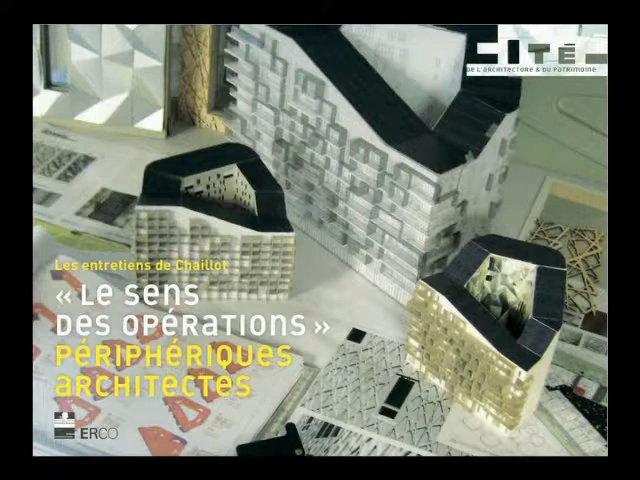 CITÉ
DE L'ARCHITECTURE & DU PATRIMOINE
Les entretiens de Chaillot
« Le sens
des opérations »
Périphériques
architectes
ERCO